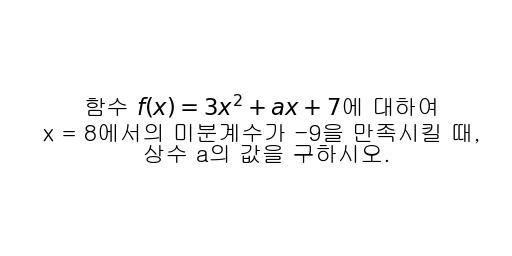 함수 f(x) = 3x² + ax + 7에 대하여
x = 8에서의 미분계수가 -9을 만족시킬 때,
상수 a의 값을 구하시오.